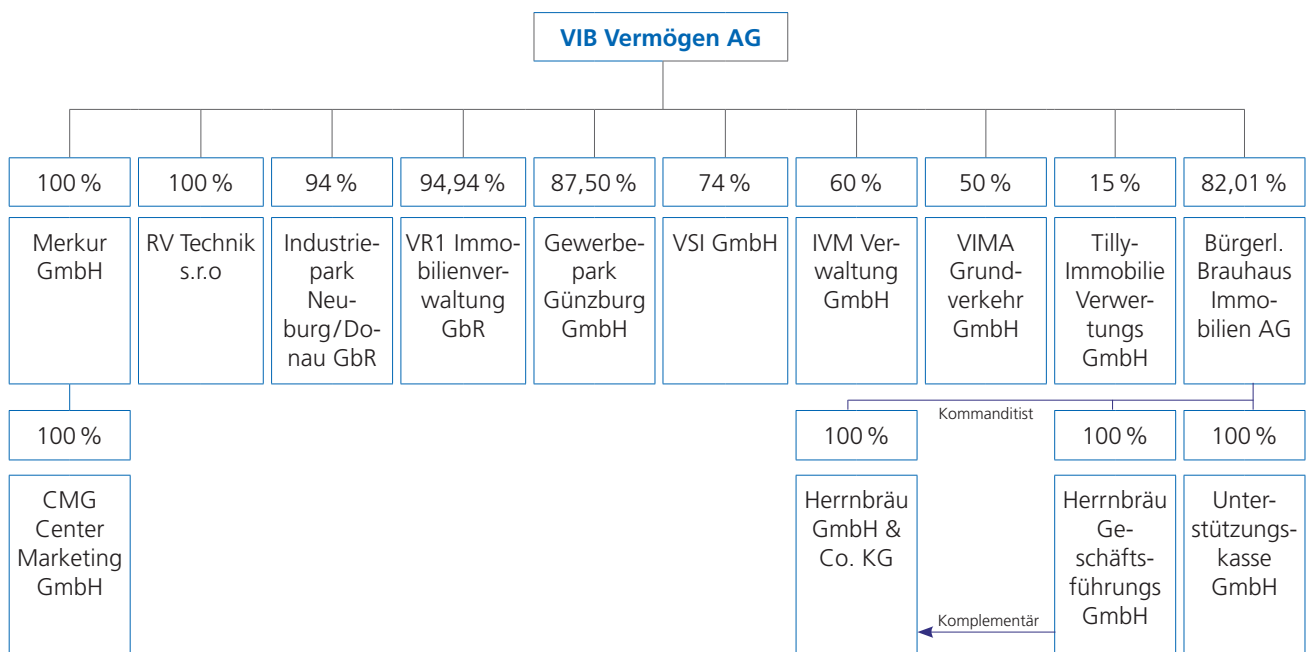 VIB Vermögen AG
100 %
100 %
94 %
94,94 %
87,50 %
74 %
60 %
50 %
15 %
82,01 %
Merkur
GmbH
RV Technik
s.r.o
Industrie-
park
Neu-
burg/Do-
nau GbR
VR1 Immo-
bilienver-
waltung
GbR
Gewerbe-
park
Günzburg
GmbH
VSI GmbH
IVM Ver-
waltung
GmbH
VIMA
Grund-
verkehr
GmbH
Tilly-
Immobilie
Verwer-
tungs
GmbH
Bürgerl.
Brauhaus
Immo-
bilien AG
Kommanditist
100 %
100 %
100 %
100 %
CMG
Center
Marketing
GmbH
Herrnbräu
GmbH &
Co. KG
Herrnbräu
Ge-
schäfts-
führungs
GmbH
Unter-
stützungs-
kasse
GmbH
Komplementär